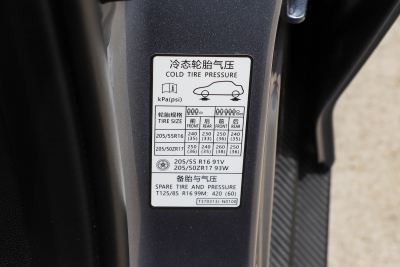 冷态轮胎气压
COLD TIRE PRESSURE
kPa(psi)
轮胎规格
TIRE SIZE
前 后 前 后
FRONT REAR FRONT REAR
205/55R16 240 230 250 250
(35) (33) (36) (36)
205/50ZR17 250 240 260 260
(36) (35) (38) (38)
205/55 R16 91V
205/50ZR17 93W
备胎与气压
SPARE TIRE AND PRESSURE
T125/85 R16 99M: 420 (60)